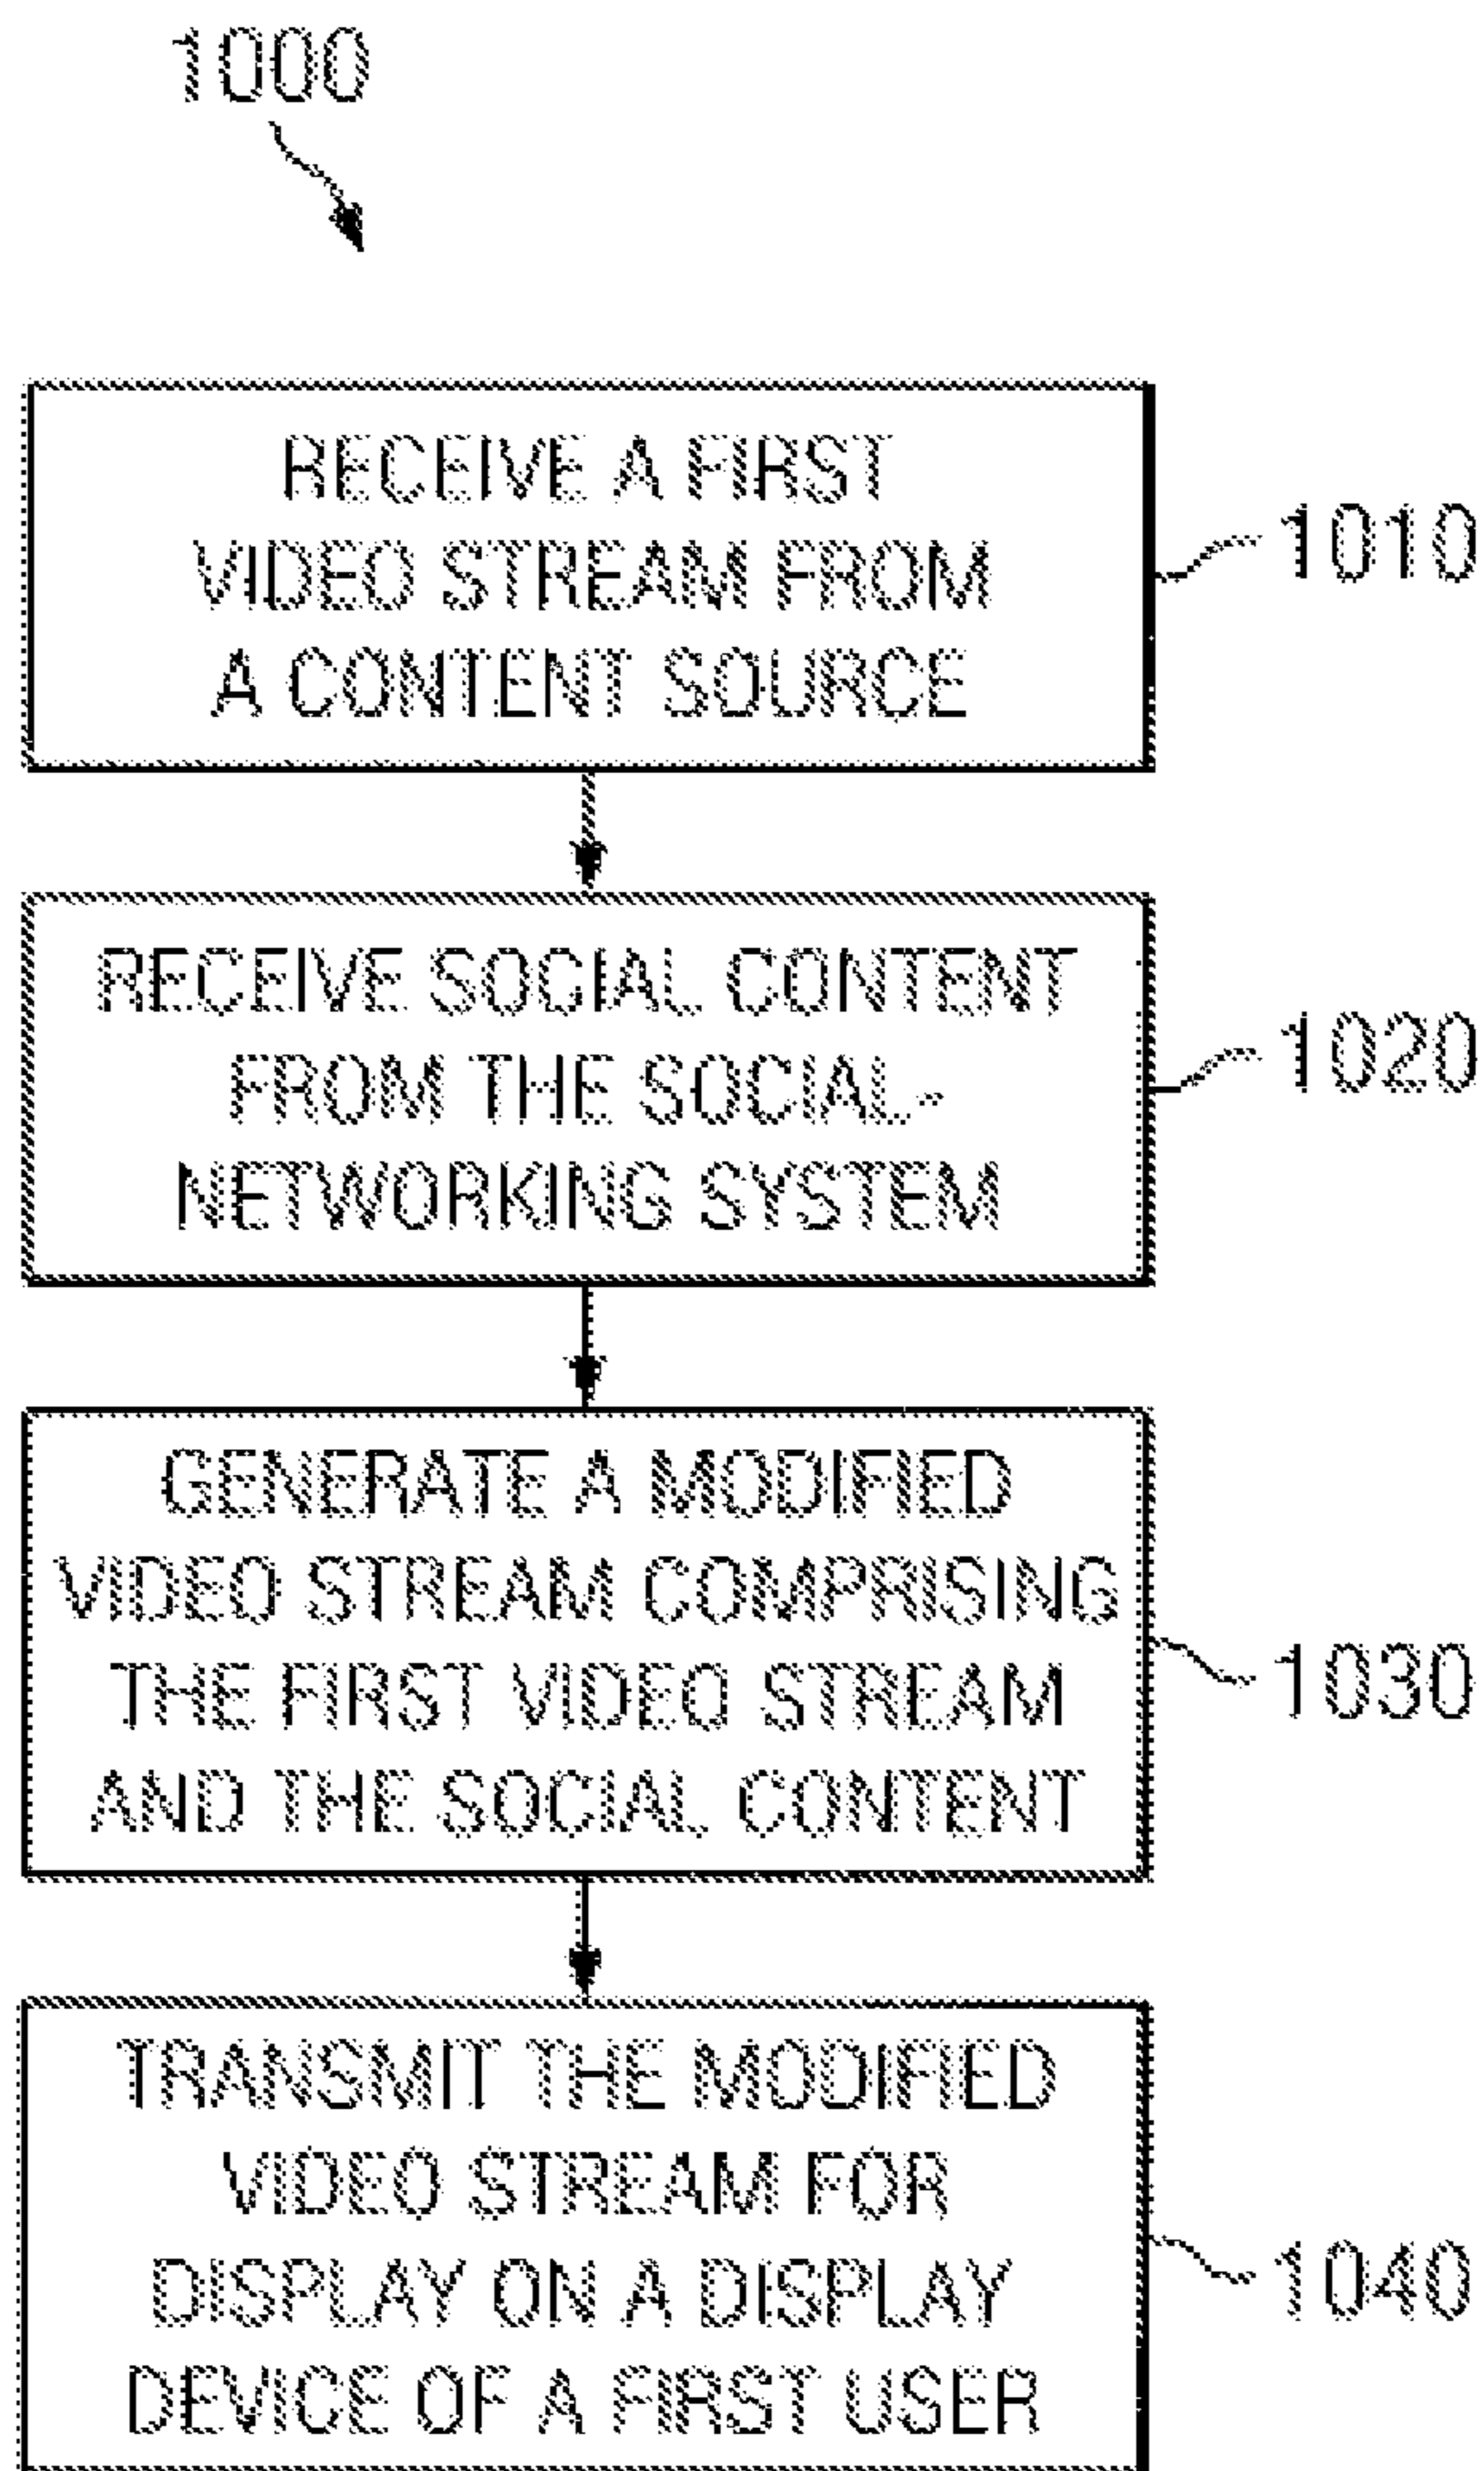 1000
RECEIVE A FIRST
VIDEO STREAM FROM
A CONTENT SOURCE
1010
RECEIVE SOCIAL CONTENT
FROM THE SOCIAL-
NETWORKING SYSTEM
1020
GENERATE A MODIFIED
VIDEO STREAM COMPRISING
THE FIRST VIDEO STREAM
AND THE SOCIAL CONTENT
1030
TRANSMIT THE MODIFIED
VIDEO STREAM FOR
DISPLAY ON A DISPLAY
DEVICE OF A FIRST USER
1040